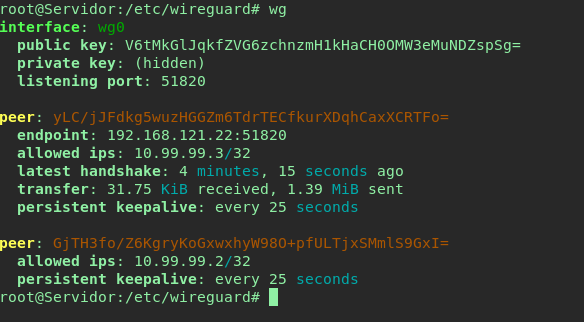 root@Servidor:/etc/wireguard# wg
interface: wg0
public key: V6tMkGlJqkfZVG6zchnzmH1kHaCH0OMW3eMuNDZspSg=
private key: (hidden)
listening port: 51820
peer: yLC/jJFdkg5wuzHGGZm6TdrTECfkurXDqhCaxXCRTFo=
endpoint: 192.168.121.22:51820
allowed ips: 10.99.99.3/32
latest handshake: 4 minutes, 15 seconds ago
transfer: 31.75 KiB received, 1.39 MiB sent
persistent keepalive: every 25 seconds
peer: GjTH3fo/Z6KgryKoGxwxhyW98O+pfULTjxSMmlS9GxI=
allowed ips: 10.99.99.2/32
persistent keepalive: every 25 seconds
root@Servidor:/etc/wireguard#